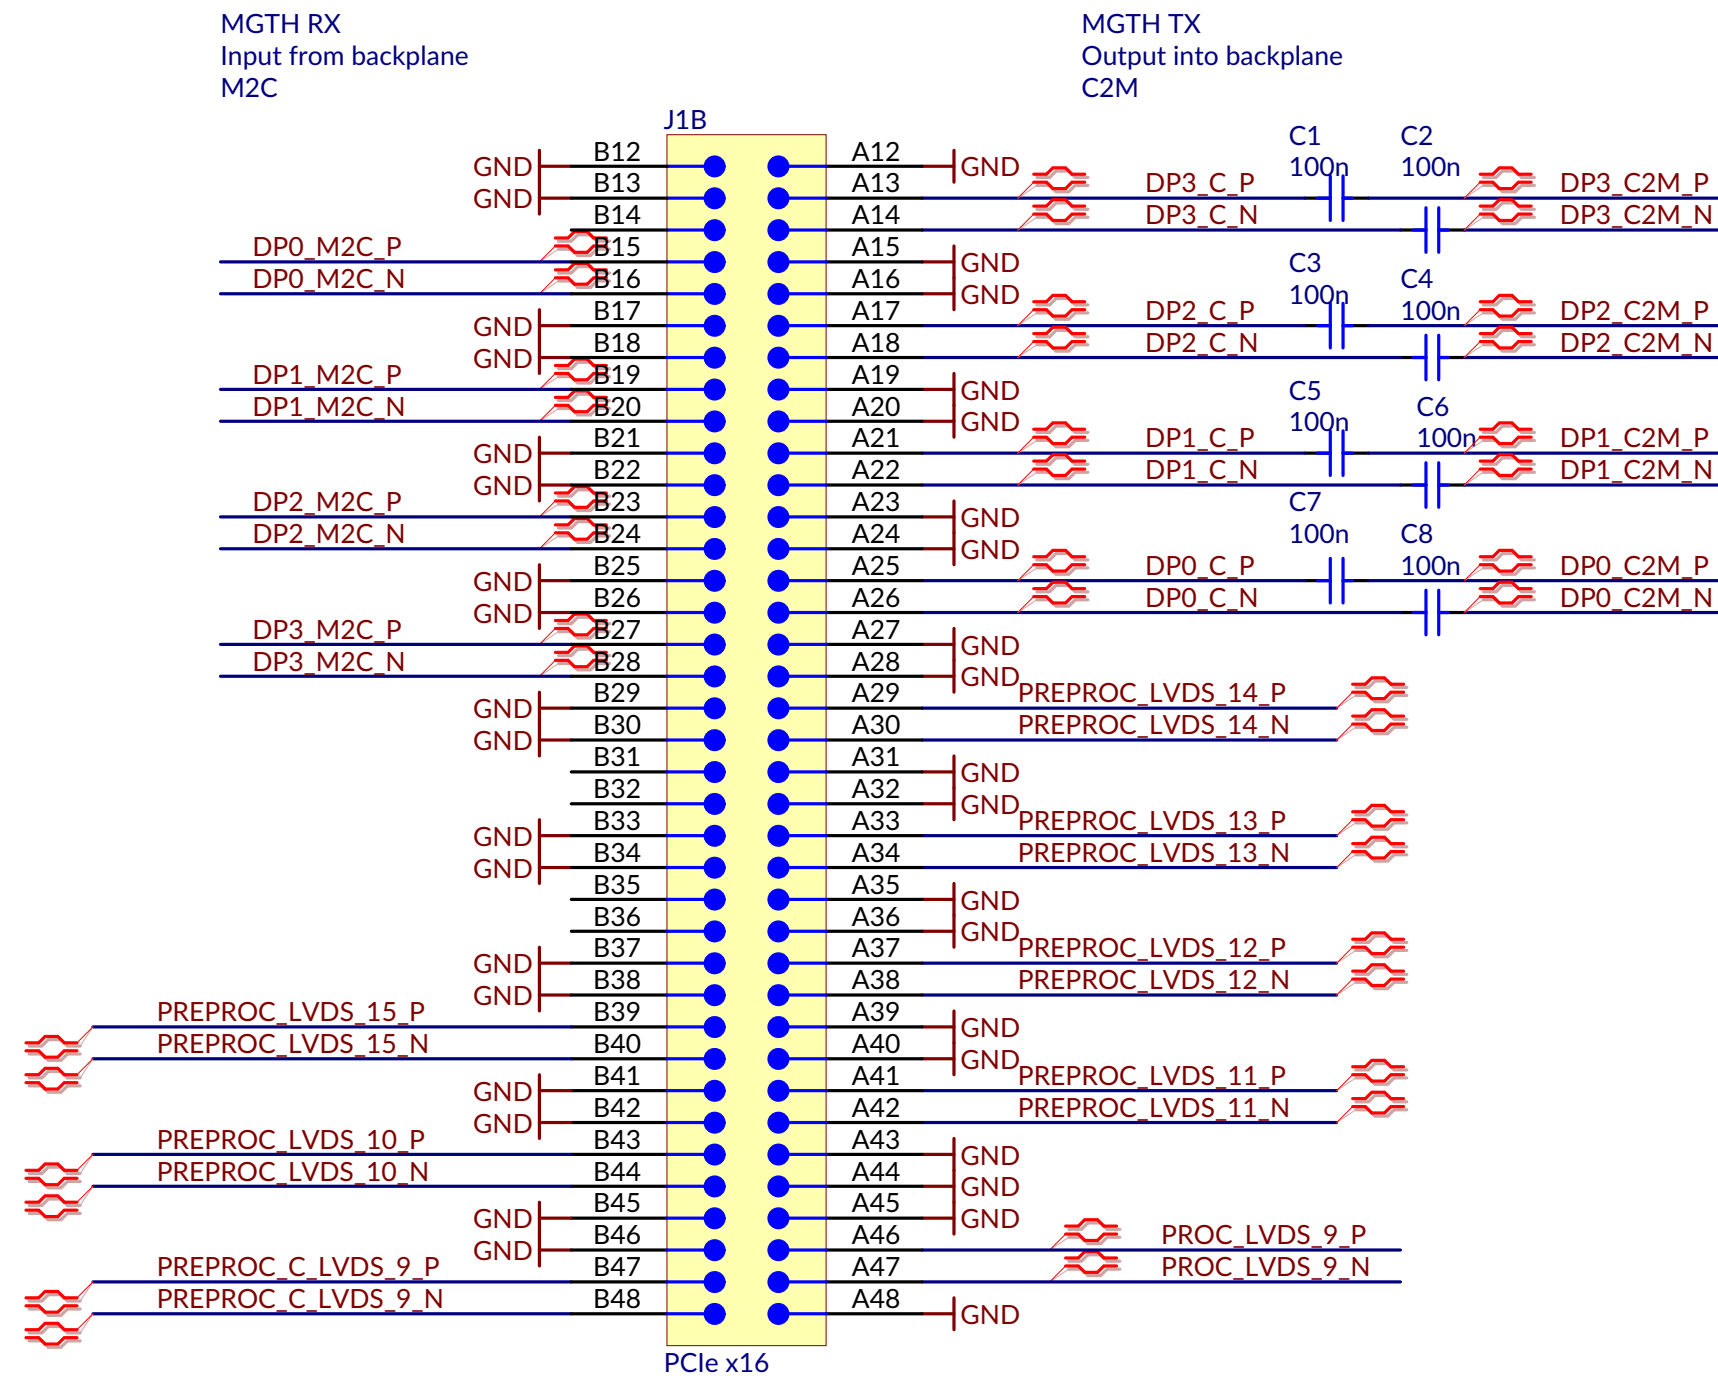 MGTH RX
Input from backplane
M2C
MGTH TX
Output into backplane
C2M
J1B
C1
100n
C2
100n
GND B12 A12 GND
GND B13 A13 DP3_C_P DP3_C2M_P
B14 A14 DP3_C_N DP3_C2M_N
DP0_M2C_P B15 A15 GND
C3
100n
C4
100n
DP0_M2C_N B16 A16 GND
GND B17 A17 DP2_C_P DP2_C2M_P
GND B18 A18 DP2_C_N DP2_C2M_N
DP1_M2C_P B19 A19 GND
C5
100n
C6
100n
DP1_M2C_N B20 A20 GND
GND B21 A21 DP1_C_P DP1_C2M_P
GND B22 A22 DP1_C_N DP1_C2M_N
DP2_M2C_P B23 A23 GND
C7
100n
C8
100n
DP2_M2C_N B24 A24 GND
GND B25 A25 DP0_C_P DP0_C2M_P
GND B26 A26 DP0_C_N DP0_C2M_N
DP3_M2C_P B27 A27 GND
DP3_M2C_N B28 A28 GND
GND B29 A29 PREPROC_LVDS_14_P
GND B30 A30 PREPROC_LVDS_14_N
B31 A31 GND
B32 A32 GND
GND B33 A33 PREPROC_LVDS_13_P
GND B34 A34 PREPROC_LVDS_13_N
B35 A35 GND
B36 A36 GND
GND B37 A37 PREPROC_LVDS_12_P
GND B38 A38 PREPROC_LVDS_12_N
PREPROC_LVDS_15_P B39 A39 GND
PREPROC_LVDS_15_N B40 A40 GND
GND B41 A41 PREPROC_LVDS_11_P
GND B42 A42 PREPROC_LVDS_11_N
PREPROC_LVDS_10_P B43 A43 GND
PREPROC_LVDS_10_N B44 A44 GND
GND B45 A45 GND
GND B46 A46 PROC_LVDS_9_P
PREPROC_C_LVDS_9_P B47 A47 PROC_LVDS_9_N
PREPROC_C_LVDS_9_N B48 A48 GND
PCIe x16